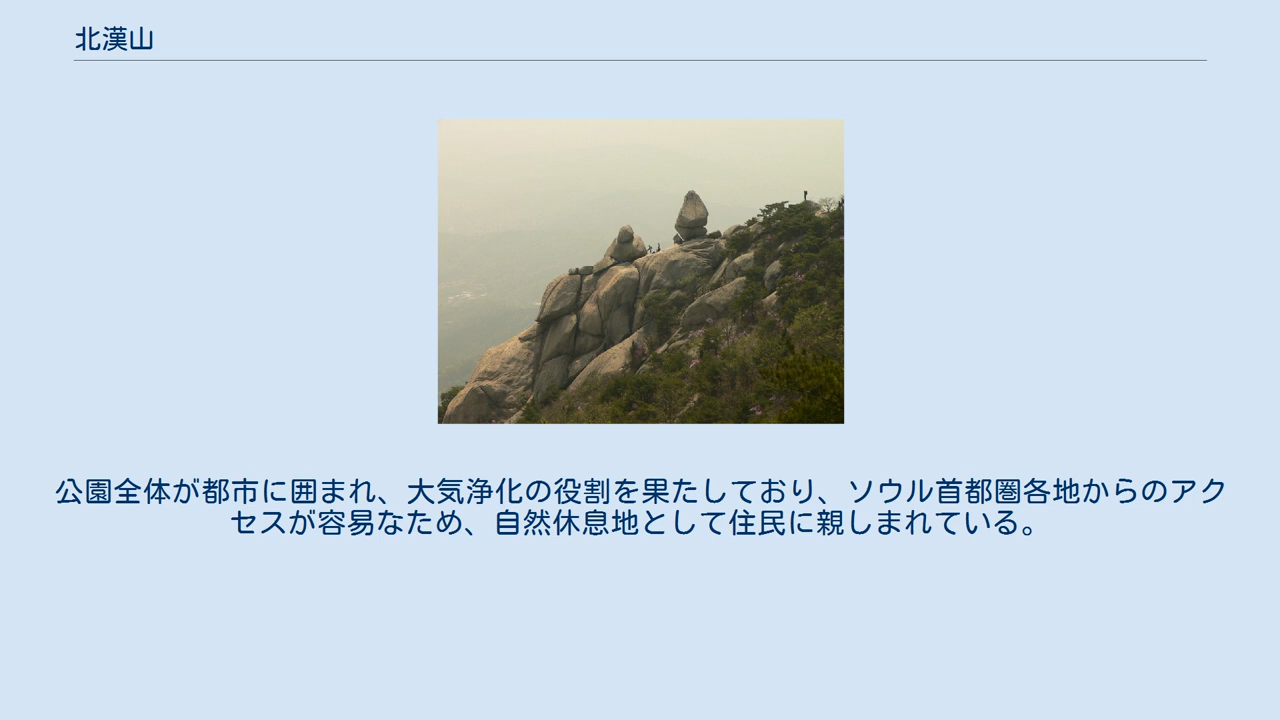 北漢山
公園全体が都市に囲まれ、大気浄化の役割を果たしており、ソウル首都圏各地からのアク
セスが容易なため、自然休息地として住民に親しまれている。